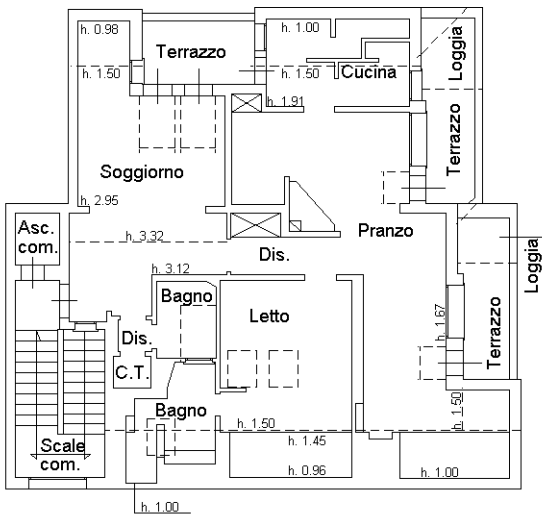 h. 0.98
h. 1.00
Terrazzo
Loggia
h. 1.50
h. 1.50
Cucina
h. 1.91
Terrazzo
Soggiorno
h. 2.95
Asc.
com.
h. 3.32
Pranzo
Dis.
Loggia
h. 3.12
Bagno
Letto
h. 1.67
Terrazzo
Dis.
C.T.
Bagno
h. 1.50
h. 1.50
Scale
com.
h. 1.45
h. 0.96
h. 1.00
h. 1.00